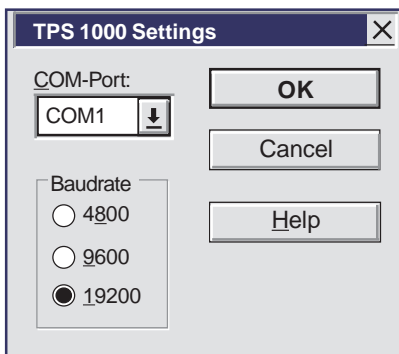 TPS 1000 Settings
COM-Port:
COM1
OK
Cancel
Baudrate
4800
9600
19200
Help